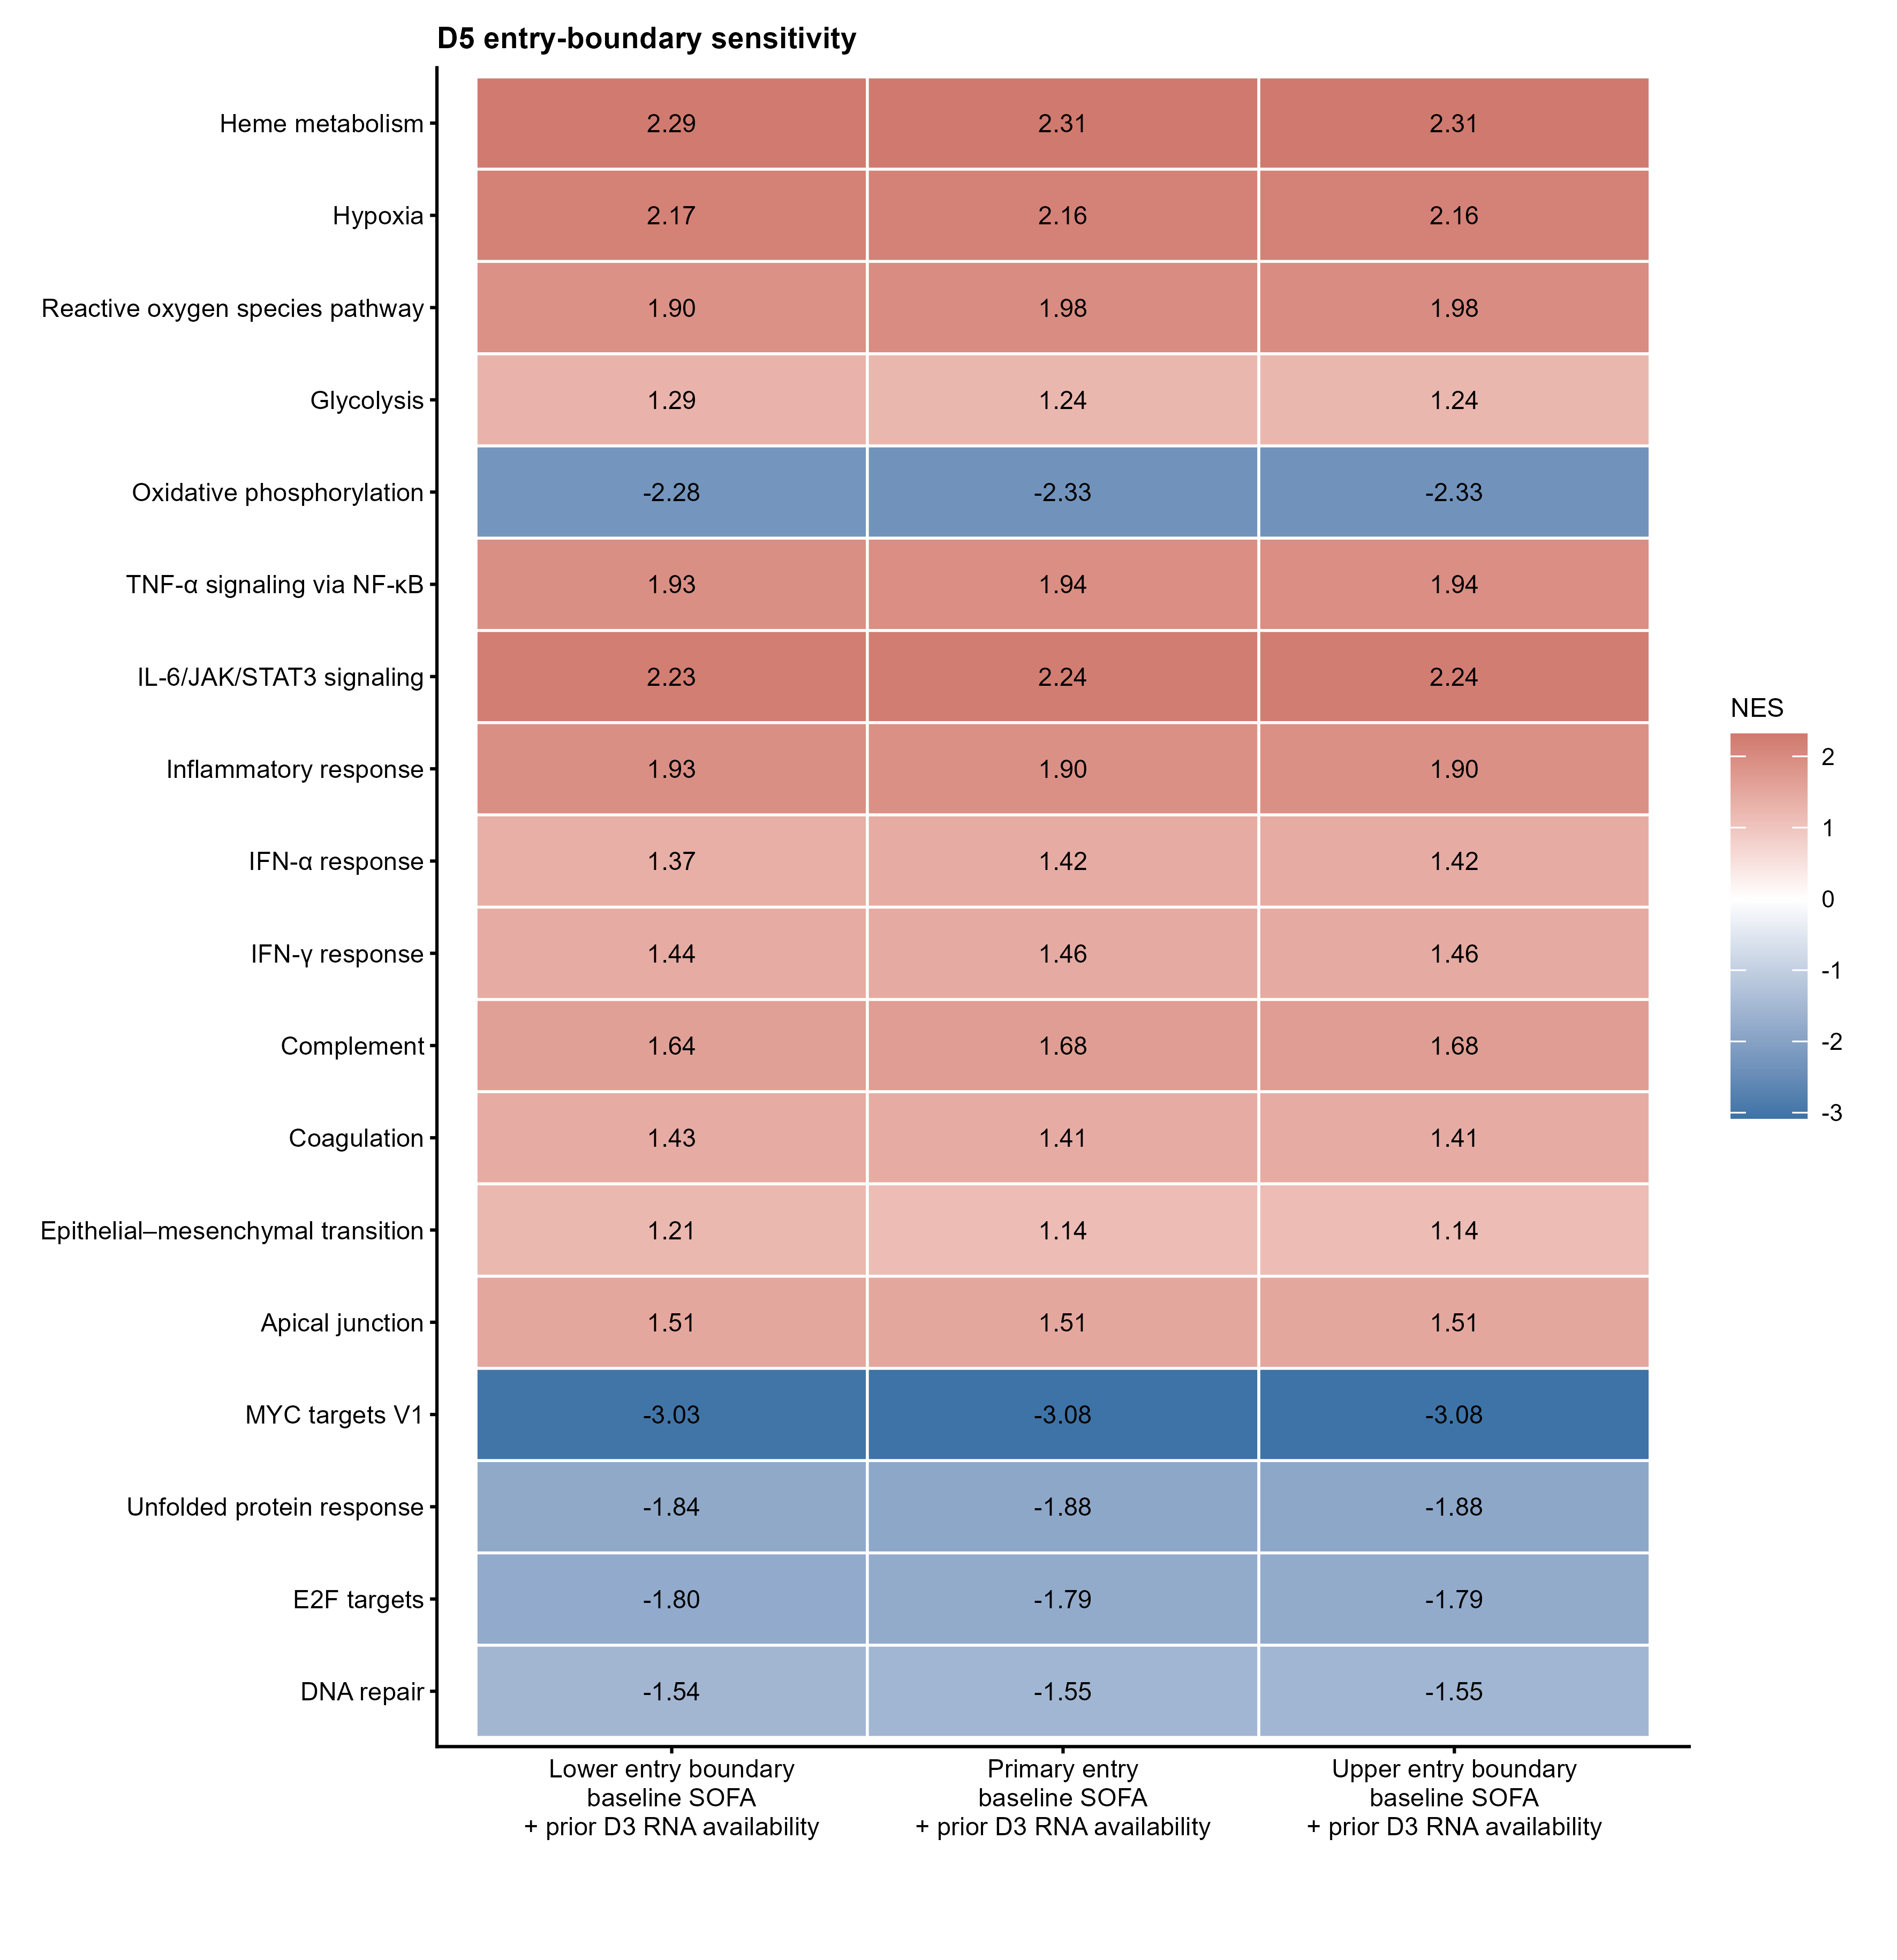 D5 entry-boundary sensitivity
Heme metabolism 2.29 2.31 2.31
Hypoxia 2.17 2.16 2.16
Reactive oxygen species pathway 1.90 1.98 1.98
Glycolysis 1.29 1.24 1.24
Oxidative phosphorylation -2.28 -2.33 -2.33
TNF-α signaling via NF-κB 1.93 1.94 1.94
IL-6/JAK/STAT3 signaling 2.23 2.24 2.24
Inflammatory response 1.93 1.90 1.90
IFN-α response 1.37 1.42 1.42
IFN-γ response 1.44 1.46 1.46
Complement 1.64 1.68 1.68
Coagulation 1.43 1.41 1.41
Epithelial–mesenchymal transition 1.21 1.14 1.14
Apical junction 1.51 1.51 1.51
MYC targets V1 -3.03 -3.08 -3.08
Unfolded protein response -1.84 -1.88 -1.88
E2F targets -1.80 -1.79 -1.79
DNA repair -1.54 -1.55 -1.55
Lower entry boundary
baseline SOFA
+ prior D3 RNA availability
Primary entry
baseline SOFA
+ prior D3 RNA availability
Upper entry boundary
baseline SOFA
+ prior D3 RNA availability
NES
2
1
0
-1
-2
-3